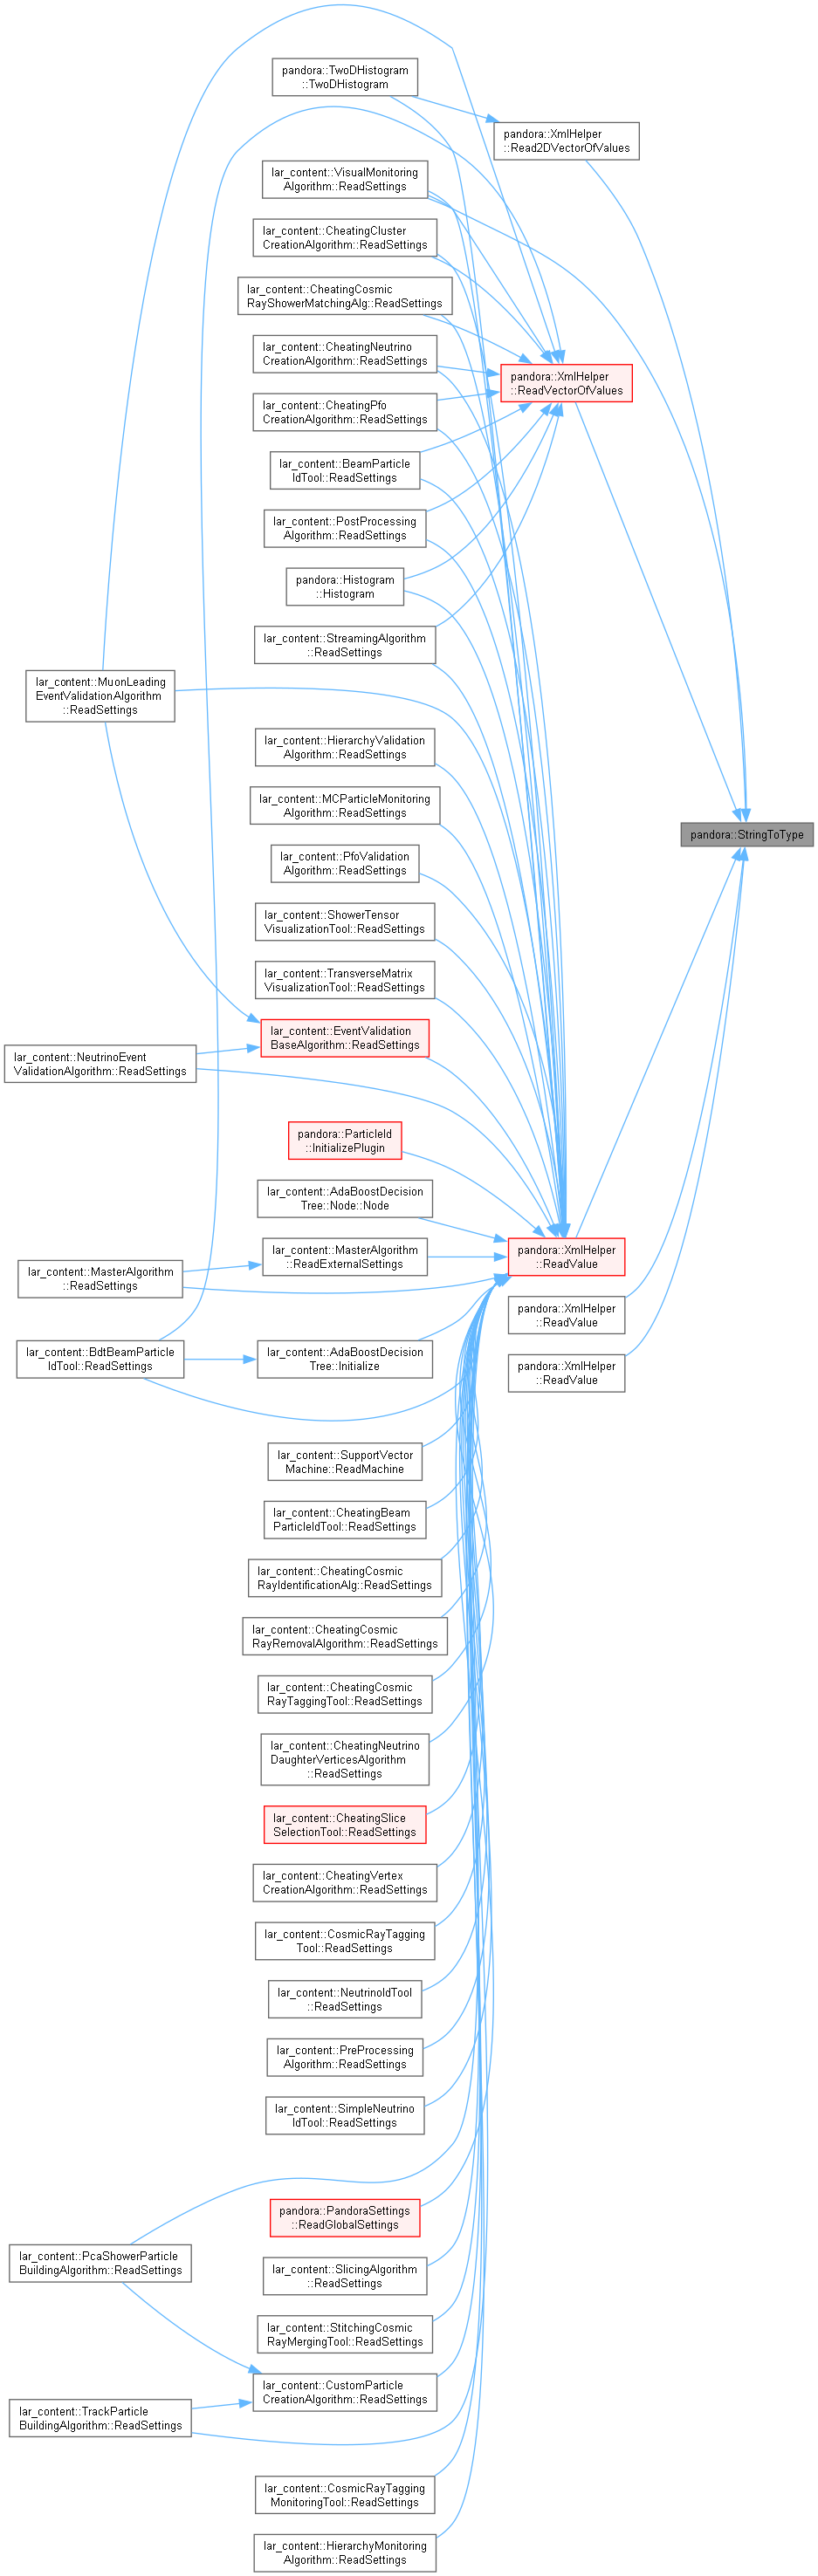 pandora::TwoDHistogram
::TwoDHistogram
pandora::XmlHelper
::Read2DVectorOfValues
lar_content::VisualMonitoring
Algorithm::ReadSettings
lar_content::CheatingCluster
CreationAlgorithm::ReadSettings
lar_content::CheatingCosmic
RayShowerMatchingAlg::ReadSettings
lar_content::CheatingNeutrino
CreationAlgorithm::ReadSettings
pandora::XmlHelper
::ReadVectorOfValues
lar_content::CheatingPfo
CreationAlgorithm::ReadSettings
lar_content::BeamParticle
IdTool::ReadSettings
lar_content::PostProcessing
Algorithm::ReadSettings
pandora::Histogram
::Histogram
lar_content::StreamingAlgorithm
::ReadSettings
lar_content::MuonLeading
EventValidationAlgorithm
::ReadSettings
lar_content::HierarchyValidation
Algorithm::ReadSettings
lar_content::MCParticleMonitoring
Algorithm::ReadSettings
pandora::StringToType
lar_content::PfoValidation
Algorithm::ReadSettings
lar_content::ShowerTensor
VisualizationTool::ReadSettings
lar_content::TransverseMatrix
VisualizationTool::ReadSettings
lar_content::EventValidation
BaseAlgorithm::ReadSettings
lar_content::NeutrinoEvent
ValidationAlgorithm::ReadSettings
pandora::ParticleId
::InitializePlugin
lar_content::AdaBoostDecision
Tree::Node::Node
lar_content::MasterAlgorithm
::ReadExternalSettings
pandora::XmlHelper
::ReadValue
lar_content::MasterAlgorithm
::ReadSettings
pandora::XmlHelper
::ReadValue
lar_content::BdtBeamParticle
IdTool::ReadSettings
lar_content::AdaBoostDecision
Tree::Initialize
pandora::XmlHelper
::ReadValue
lar_content::SupportVector
Machine::ReadMachine
lar_content::CheatingBeam
ParticleIdTool::ReadSettings
lar_content::CheatingCosmic
RayIdentificationAlg::ReadSettings
lar_content::CheatingCosmic
RayRemovalAlgorithm::ReadSettings
lar_content::CheatingCosmic
RayTaggingTool::ReadSettings
lar_content::CheatingNeutrino
DaughterVerticesAlgorithm
::ReadSettings
lar_content::CheatingSlice
SelectionTool::ReadSettings
lar_content::CheatingVertex
CreationAlgorithm::ReadSettings
lar_content::CosmicRayTagging
Tool::ReadSettings
lar_content::NeutrinoIdTool
::ReadSettings
lar_content::PreProcessing
Algorithm::ReadSettings
lar_content::SimpleNeutrino
IdTool::ReadSettings
pandora::PandoraSettings
::ReadGlobalSettings
lar_content::PcaShowerParticle
BuildingAlgorithm::ReadSettings
lar_content::SlicingAlgorithm
::ReadSettings
lar_content::StitchingCosmic
RayMergingTool::ReadSettings
lar_content::CustomParticle
CreationAlgorithm::ReadSettings
lar_content::TrackParticle
BuildingAlgorithm::ReadSettings
lar_content::CosmicRayTagging
MonitoringTool::ReadSettings
lar_content::HierarchyMonitoring
Algorithm::ReadSettings